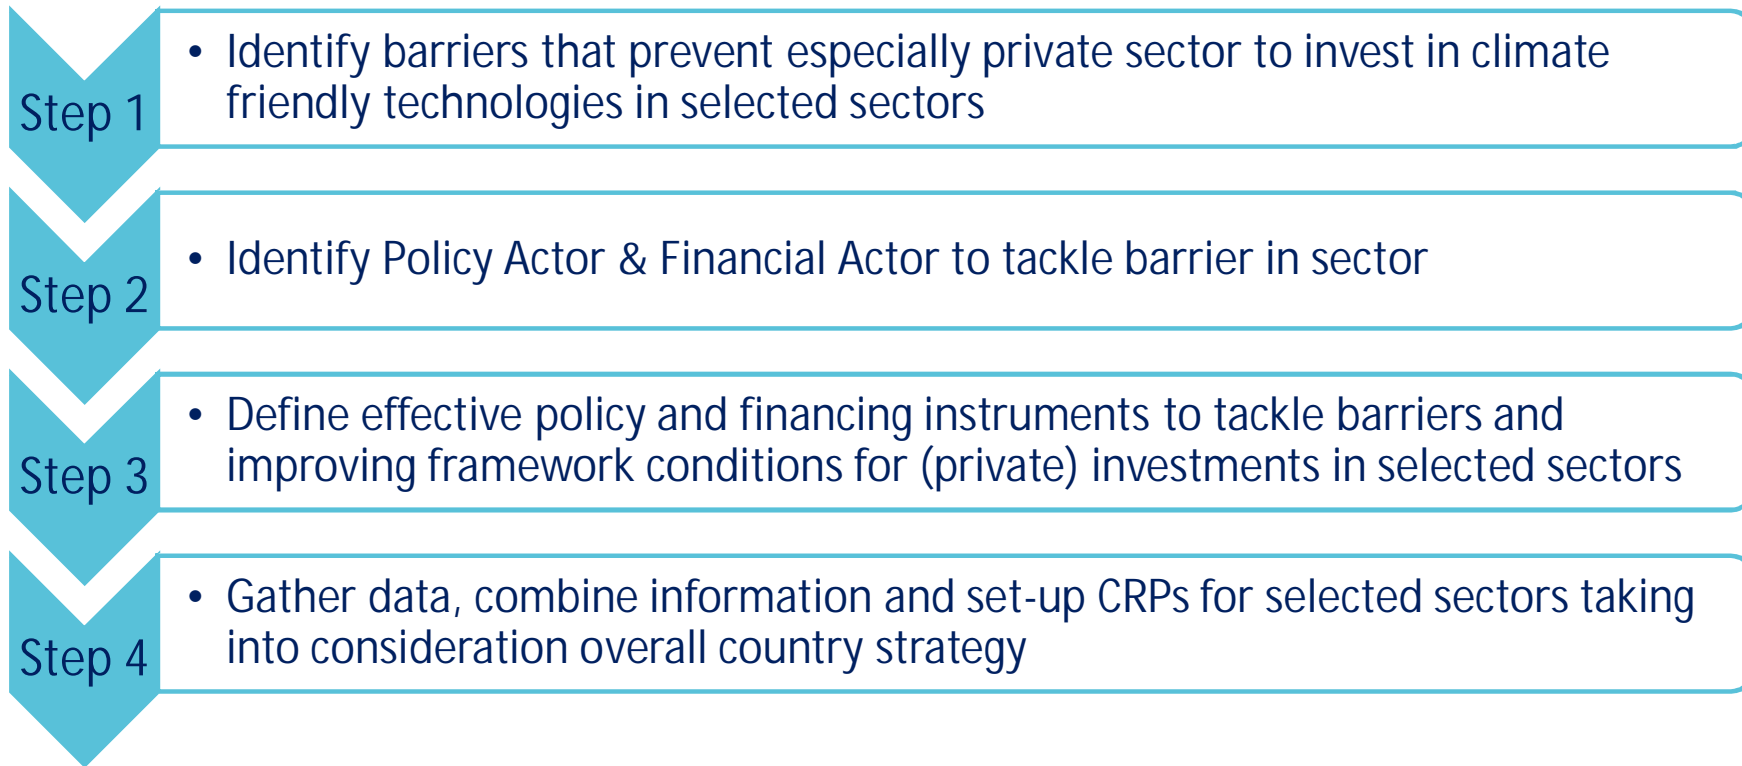 Step 1
• Identify barriers that prevent especially private sector to invest in climate
friendly technologies in selected sectors
Step 2
• Identify Policy Actor & Financial Actor to tackle barrier in sector
Step 3
• Define effective policy and financing instruments to tackle barriers and
improving framework conditions for (private) investments in selected sectors
Step 4
• Gather data, combine information and set-up CRPs for selected sectors taking
into consideration overall country strategy